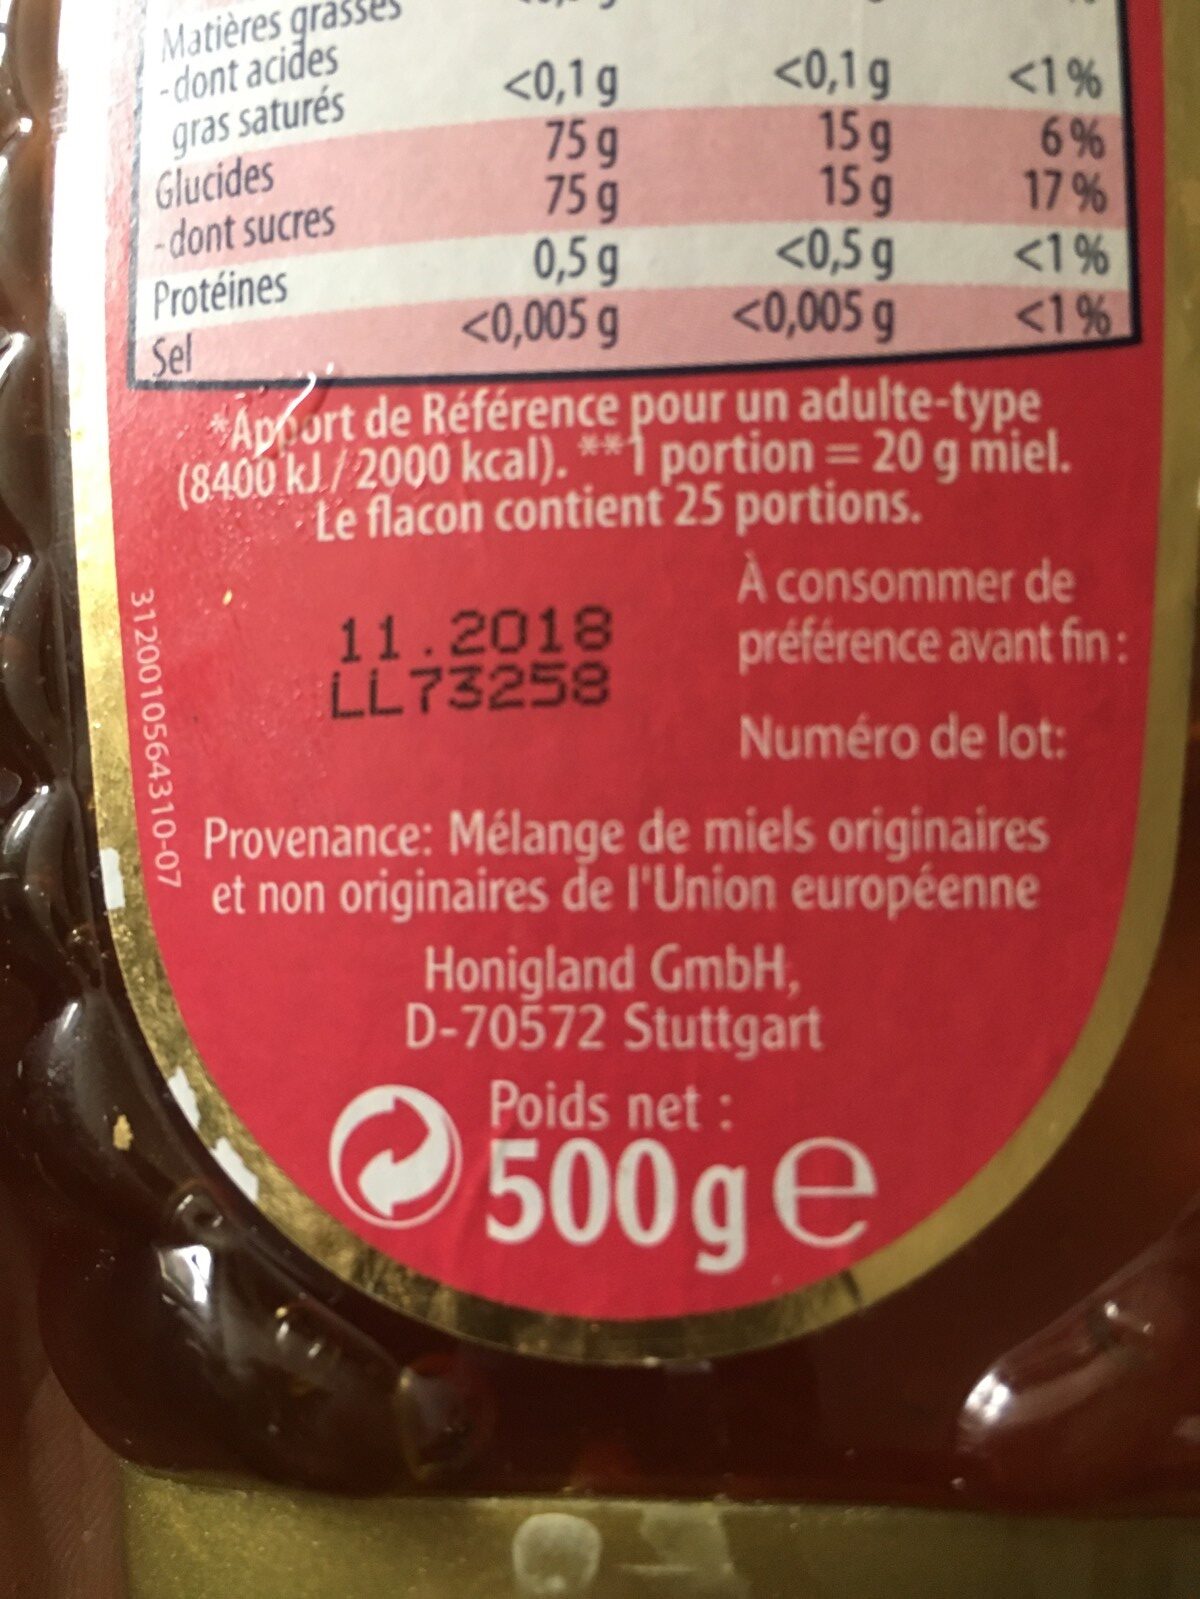 Matières grasses
-dont acides
gras saturés <0,1 g <0,1 g <1 %
Glucides 75 g 15 g 6 %
-dont sucres 75 g 15 g 17 %
Protéines 0,5 g <0,5 g <1 %
Sel <0,005 g <0,005 g <1 %
*Apport de Référence pour un adulte-type
(8400 kJ / 2000 kcal). **1 portion = 20 g miel.
Le flacon contient 25 portions.
À consommer de
préférence avant fin :
11.2018
LL73258
Numéro de lot:
3120010564310-07
Provenance: Mélange de miels originaires
et non originaires de l'Union européenne
Honigland GmbH,
D-70572 Stuttgart
Poids net :
500 g e